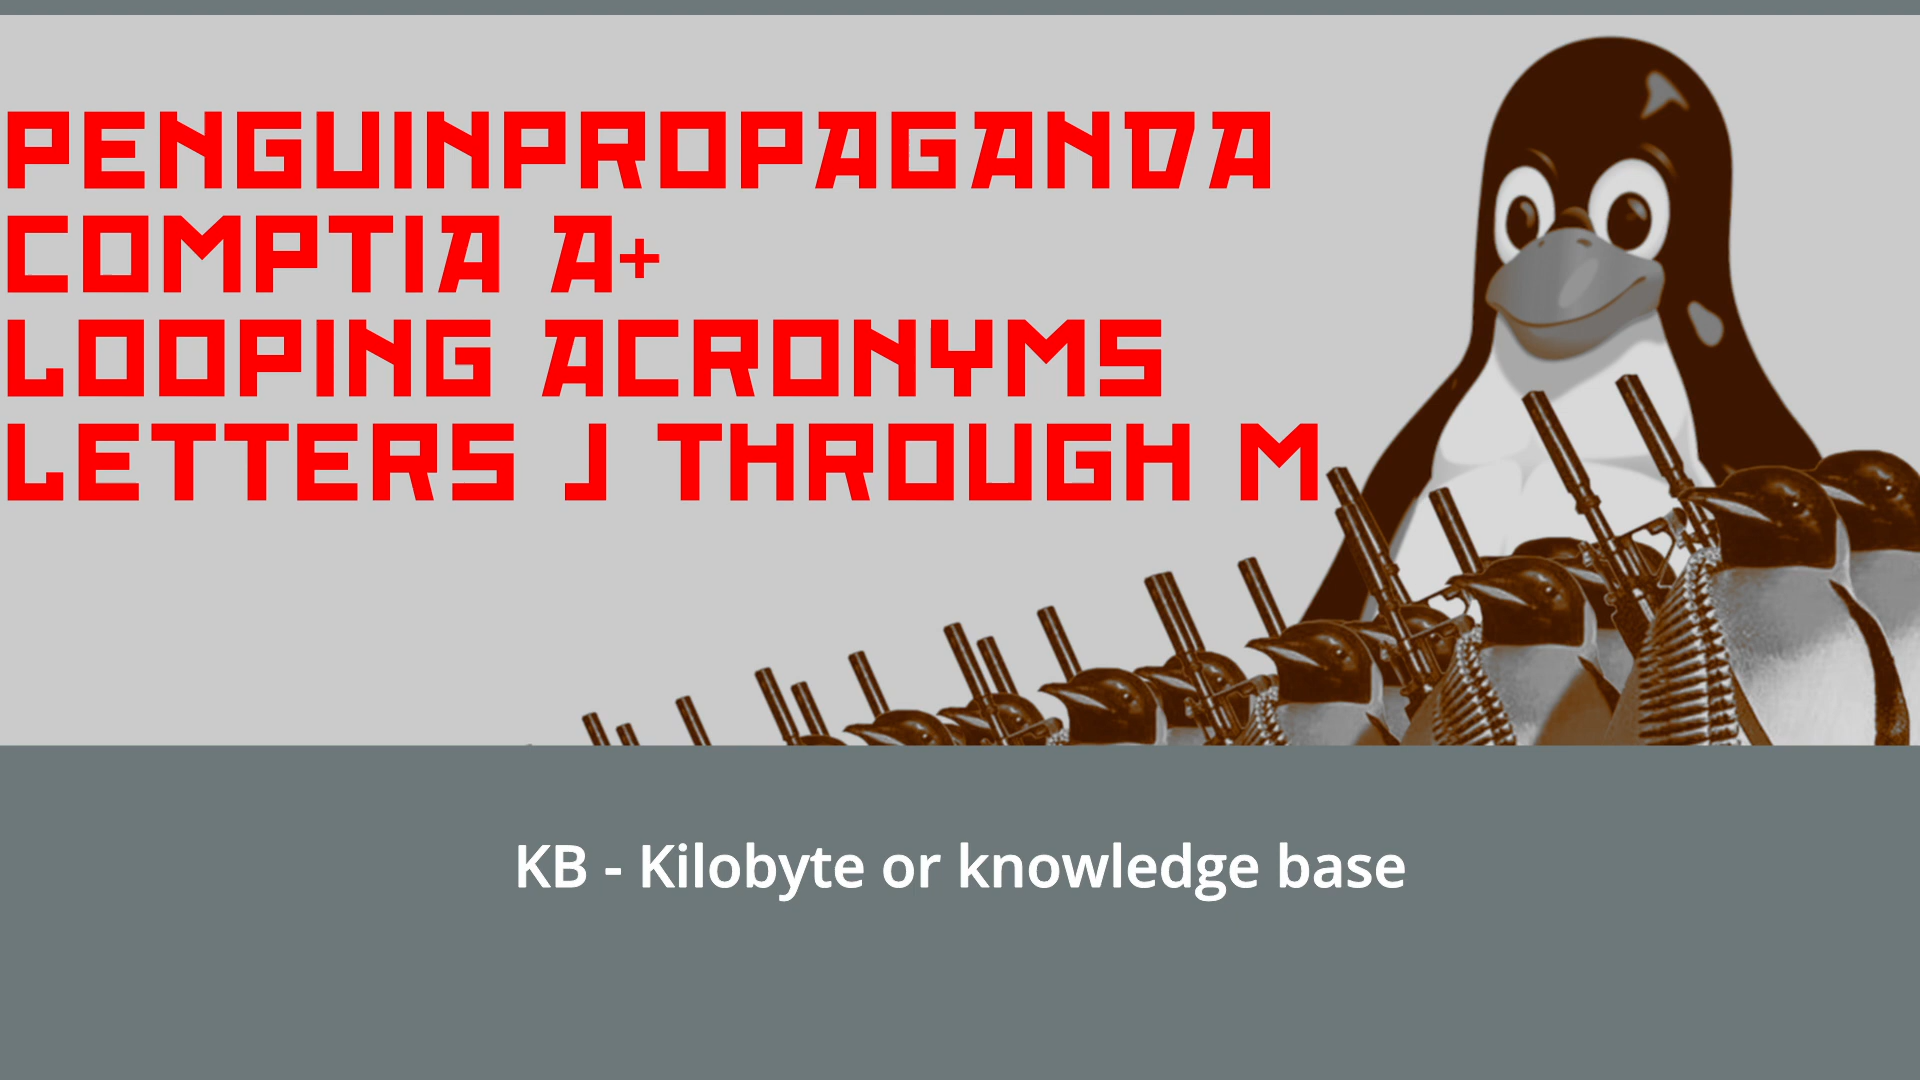 PENGUINPROPAGANDA
COMPTIA A+
LOOPING ACRONYMS
LETTERS J THROUGH M
KB - Kilobyte or knowledge base